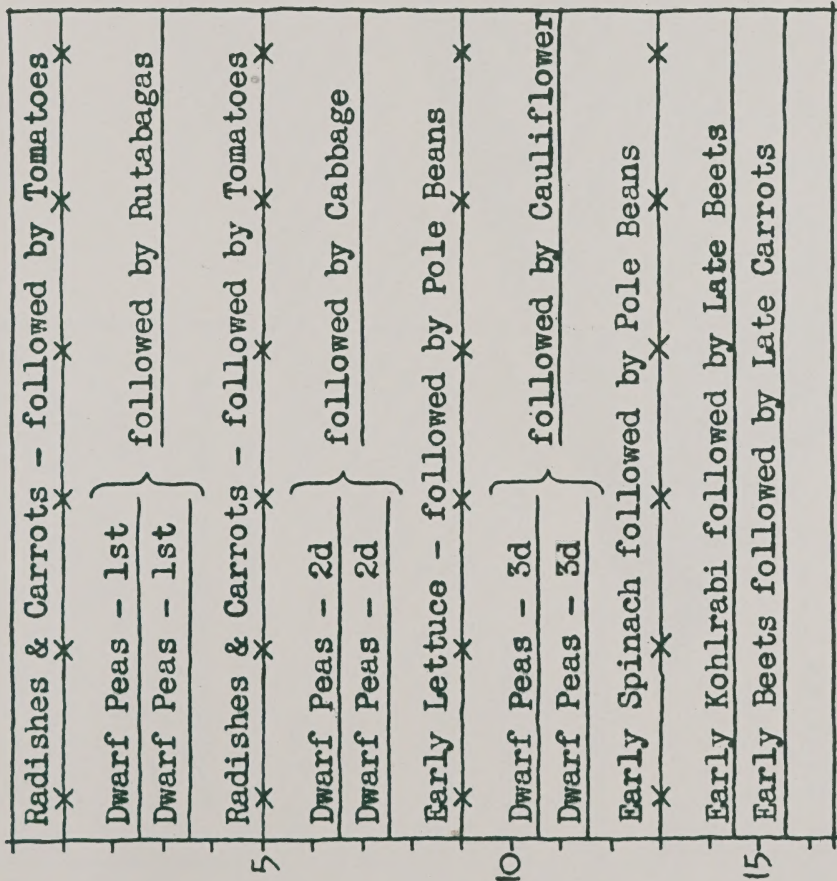 Radishes & Carrots - followed by Tomatoes
Dwarf Peas - 1st
Dwarf Peas - 1st
followed by Rutabagas
Radishes & Carrots - followed by Tomatoes
5
Dwarf Peas - 2d
Dwarf Peas - 2d
followed by Cabbage
Early Lettuce - followed by Pole Beans
10
Dwarf Peas - 3d
Dwarf Peas - 3d
followed by Cauliflower
Early Spinach followed by Pole Beans
Early Kohlrabi followed by Late Beets
15
Early Beets followed by Late Carrots